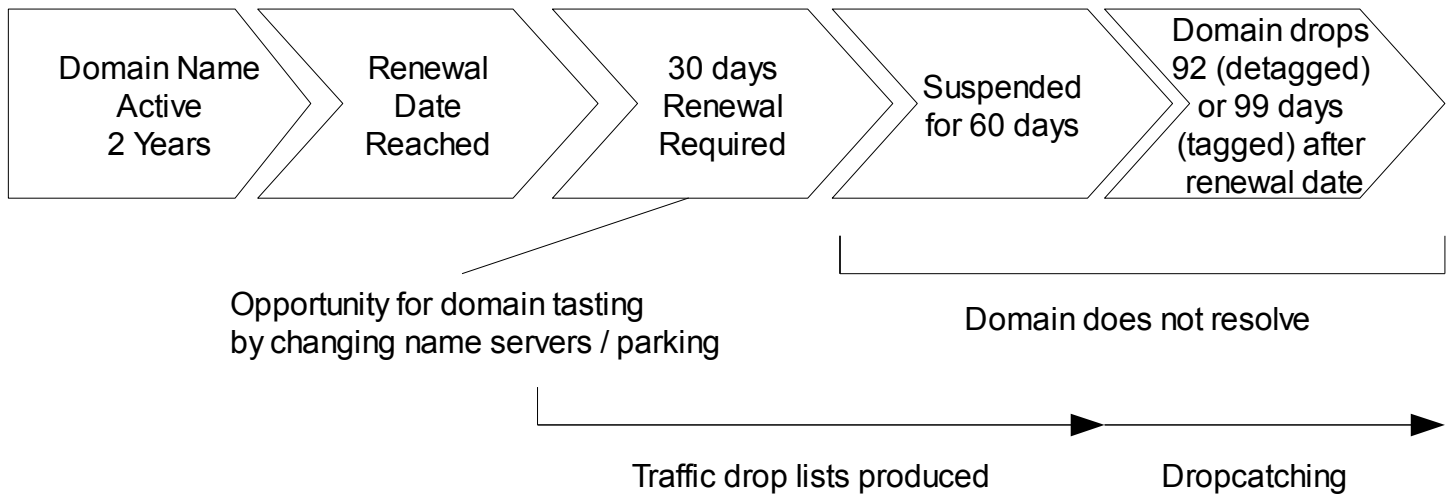 Domain Name
Active
2 Years
Renewal
Date
Reached
30 days
Renewal
Required
Suspended
for 60 days
Domain drops
92 (detagged)
or 99 days
(tagged) after
renewal date
Opportunity for domain tasting
by changing name servers / parking
Domain does not resolve
Traffic drop lists produced
Dropcatching